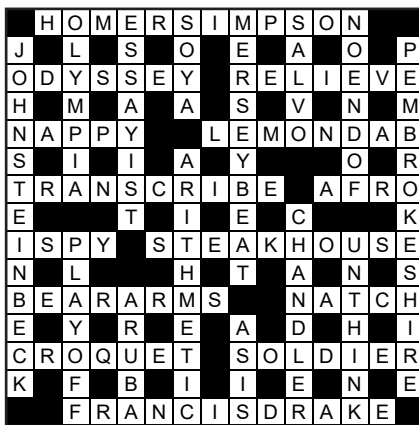 HOMERSIMPSON
J L S O E A O P
ODYSSEY RELIEVE
H M A A S V N M
NAPPY LEMONDAB
S I I A Y O R
TRANSCRIBE AFRO
E T I E C K
ISPY STEAKHOUSE
N L H T A N S
BEARARMS NATCH
E Y R E A D H I
CROQUET SOLDIER
K F B I I E N E
FRANCISDRAKE